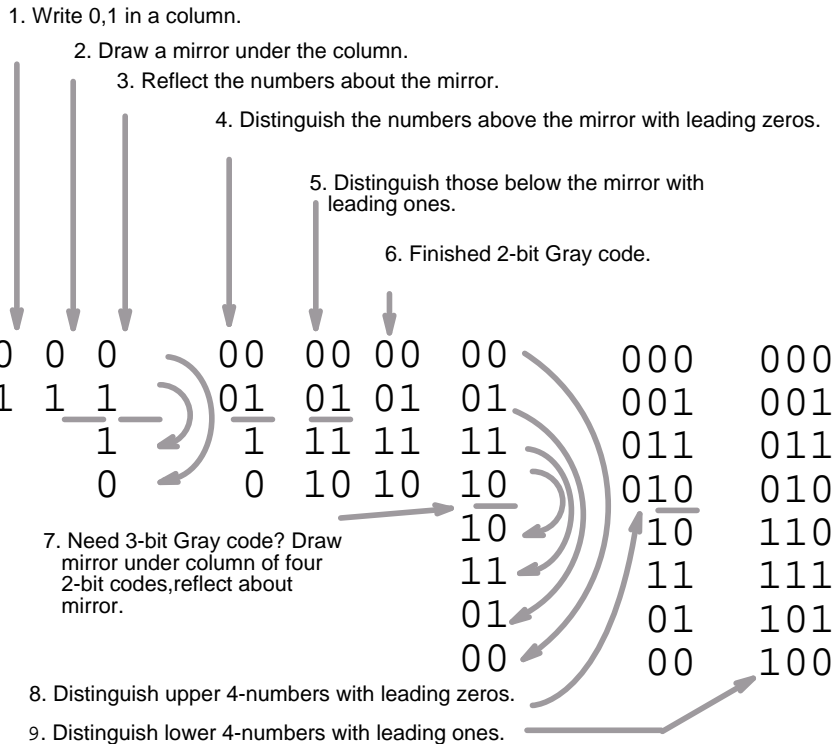 1. Write 0,1 in a column.
2. Draw a mirror under the column.
3. Reflect the numbers about the mirror.
4. Distinguish the numbers above the mirror with leading zeros.
5. Distinguish those below the mirror with
leading ones.
6. Finished 2-bit Gray code.
0 0 0 00 00 00 00 000 000
1 1 1 01 01 01 01 001 001
1 1 11 11 11 011 011
0 0 10 10 10 010 010
7. Need 3-bit Gray code? Draw
mirror under column of four
2-bit codes,reflect about
mirror.
10 10 110
11 11 111
01 01 101
00 00 100
8. Distinguish upper 4-numbers with leading zeros.
9. Distinguish lower 4-numbers with leading ones.